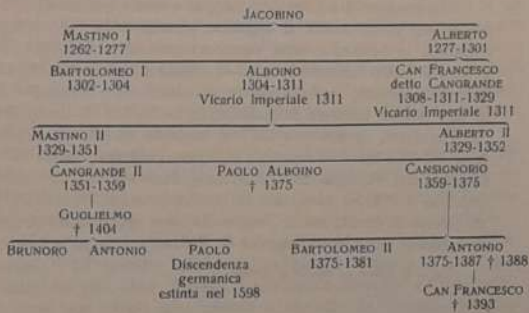 JACOBINO
MASTINO I
1262-1277
ALBERTO
1277-1301
BARTOLOMEO I
1302-1304
ALBOINO
1304-1311
Vicario Imperiale 1311
CAN FRANCESCO
detto CANGRANDE
1308-1311-1329
Vicario Imperiale 1311
MASTINO II
1329-1351
ALBERTO II
1329-1352
CANGRANDE II
1351-1359
PAOLO ALBOINO
† 1375
CANSIGNORIO
1359-1375
GUGLIELMO
† 1404
BRUNORO
ANTONIO
PAOLO
Discendenza
germanica
estinta nel 1598
BARTOLOMEO II
1375-1381
ANTONIO
1375-1387 † 1388
CAN FRANCESCO
† 1393